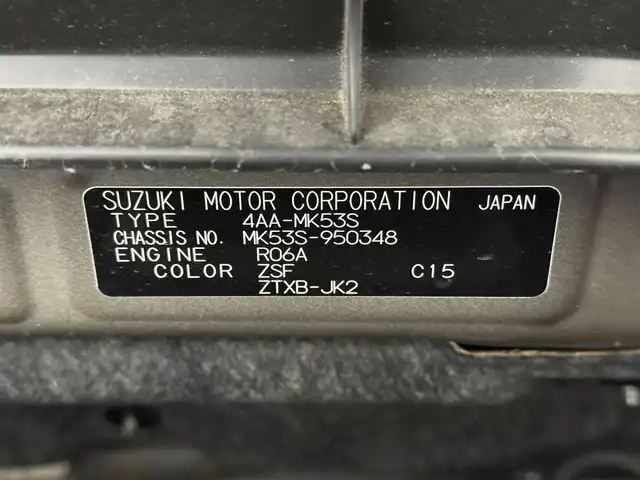 SUZUKI MOTOR CORPORATION JAPAN
TYPE 4AA-MK53S
CHASSIS NO. MK53S-950348
ENGINE R06A
COLOR ZSF C15
ZTXB-JK2